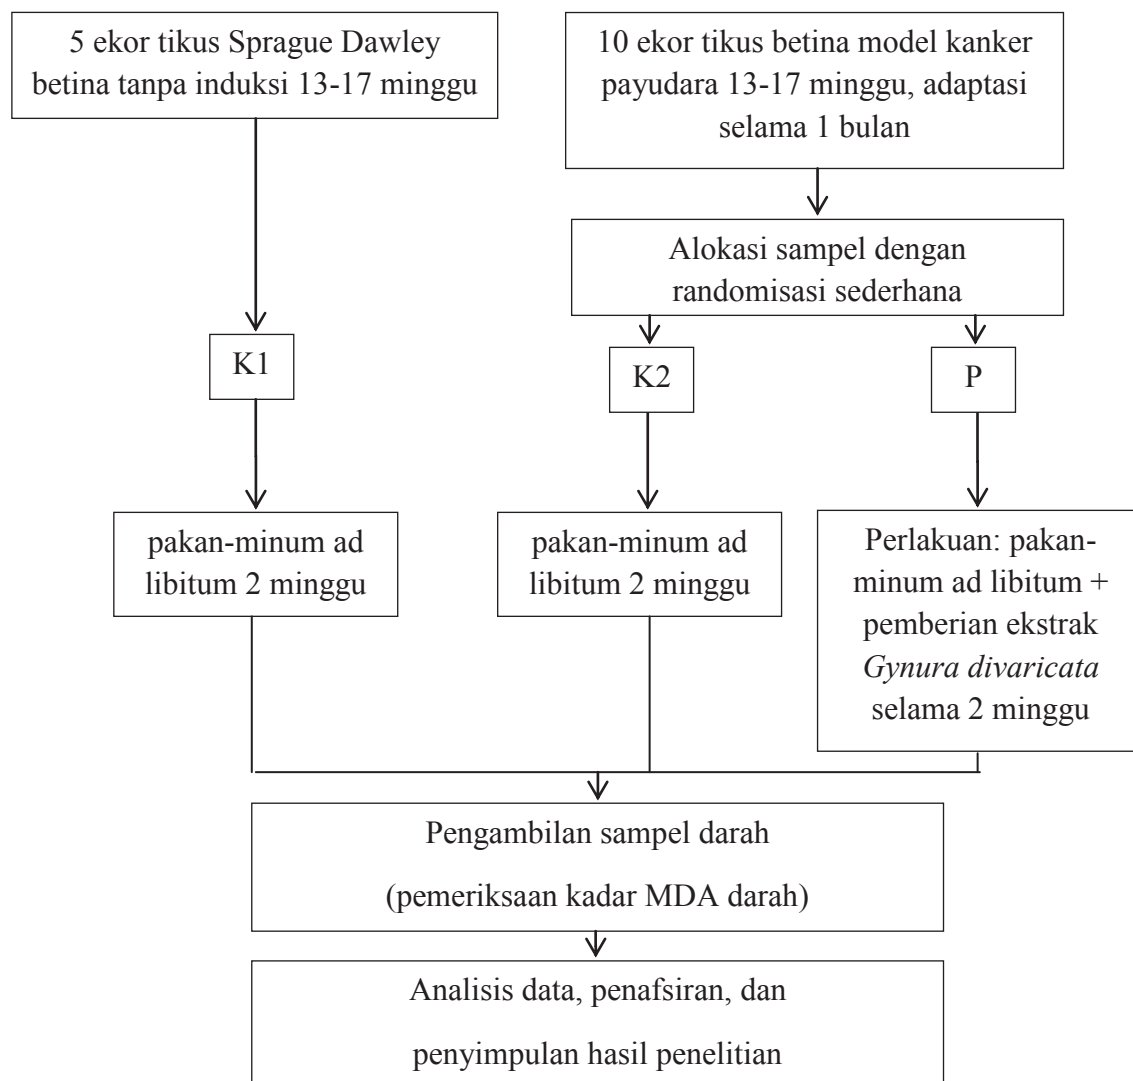 5 ekor tikus Sprague Dawley
betina tanpa induksi 13-17 minggu
10 ekor tikus betina model kanker
payudara 13-17 minggu, adaptasi
selama 1 bulan
Alokasi sampel dengan
randomisasi sederhana
K1
K2
P
pakan-minum ad
libitum 2 minggu
pakan-minum ad
libitum 2 minggu
Perlakuan: pakan-
minum ad libitum +
pemberian ekstrak
Gynura divaricata
selama 2 minggu
Pengambilan sampel darah
(pemeriksaan kadar MDA darah)
Analisis data, penafsiran, dan
penyimpulan hasil penelitian